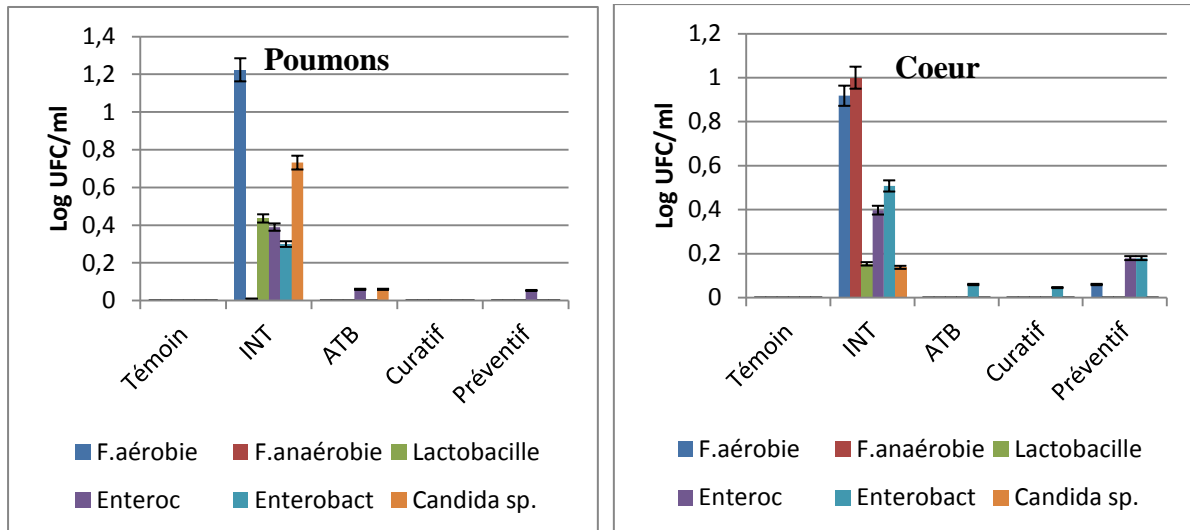 Poumons
Log UFC/ml
1,4
1,2
1
0,8
0,6
0,4
0,2
0
Témoin
INT
ATB
Curatif
Préventif
F.aérobie F.anaérobie Lactobacille
Enteroc Enterobact Candida sp.
Coeur
Log UFC/ml
1,2
1
0,8
0,6
0,4
0,2
0
Témoin
INT
ATB
Curatif
Préventif
F.aérobie F.anaérobie Lactobacille
Enteroc Enterobact Candida sp.